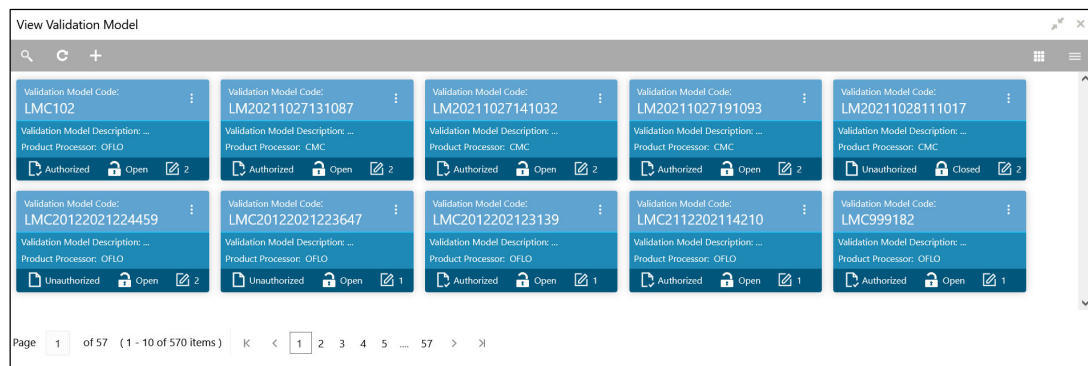 View Validation Model
Validation Model Code:
LMC102
Validation Model Description: ...
Product Processor: OFLO
Authorized Open 2
Validation Model Code:
LM20211027131087
Validation Model Description: ...
Product Processor: CMC
Authorized Open 2
Validation Model Code:
LM20211027141032
Validation Model Description: ...
Product Processor: CMC
Authorized Open 2
Validation Model Code:
LM20211027191093
Validation Model Description: ...
Product Processor: CMC
Authorized Open 2
Validation Model Code:
LM20211028111017
Validation Model Description: ...
Product Processor: CMC
Unauthorized Closed 2
Validation Model Code:
LMC20122021224459
Validation Model Description: ...
Product Processor: OFLO
Unauthorized Open 2
Validation Model Code:
LMC20122021223647
Validation Model Description: ...
Product Processor: OFLO
Unauthorized Open 1
Validation Model Code:
LMC2012202123139
Validation Model Description: ...
Product Processor: OFLO
Authorized Open 1
Validation Model Code:
LMC2112202114210
Validation Model Description: ...
Product Processor: OFLO
Authorized Open 1
Validation Model Code:
LMC999182
Validation Model Description: ...
Product Processor: OFLO
Authorized Open 1
Page 1 of 57 ( 1 - 10 of 570 items ) 1 2 3 4 5 .... 57